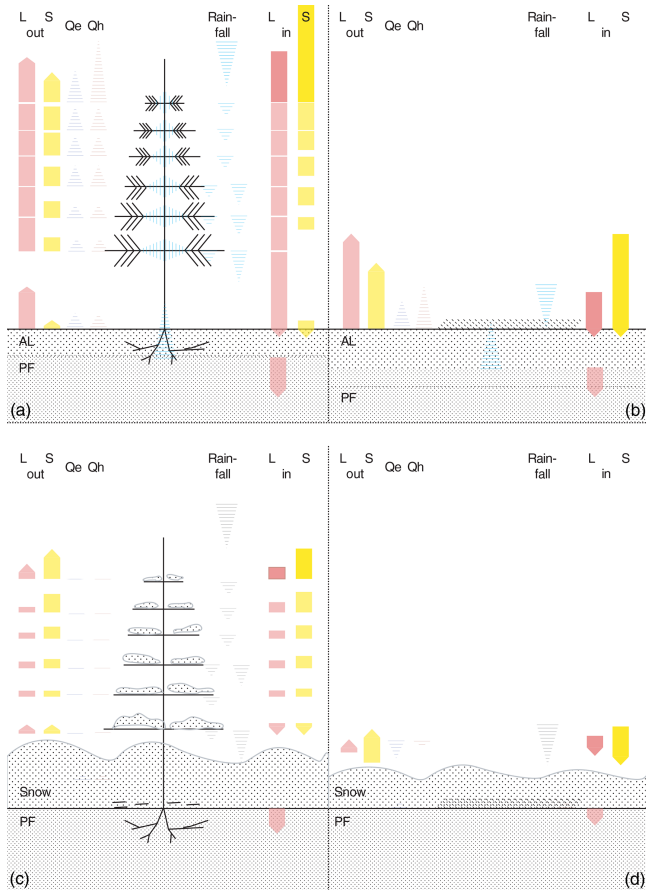 L S Qe Qh Rain- L S
out fall in
L S Qe Qh Rain- L S
out fall in
AL
PF
(a)
AL
PF
(b)
L S Qe Qh Rain- L S
out fall in
L S Qe Qh Rain- L S
out fall in
Snow
PF
(c)
Snow
PF
(d)